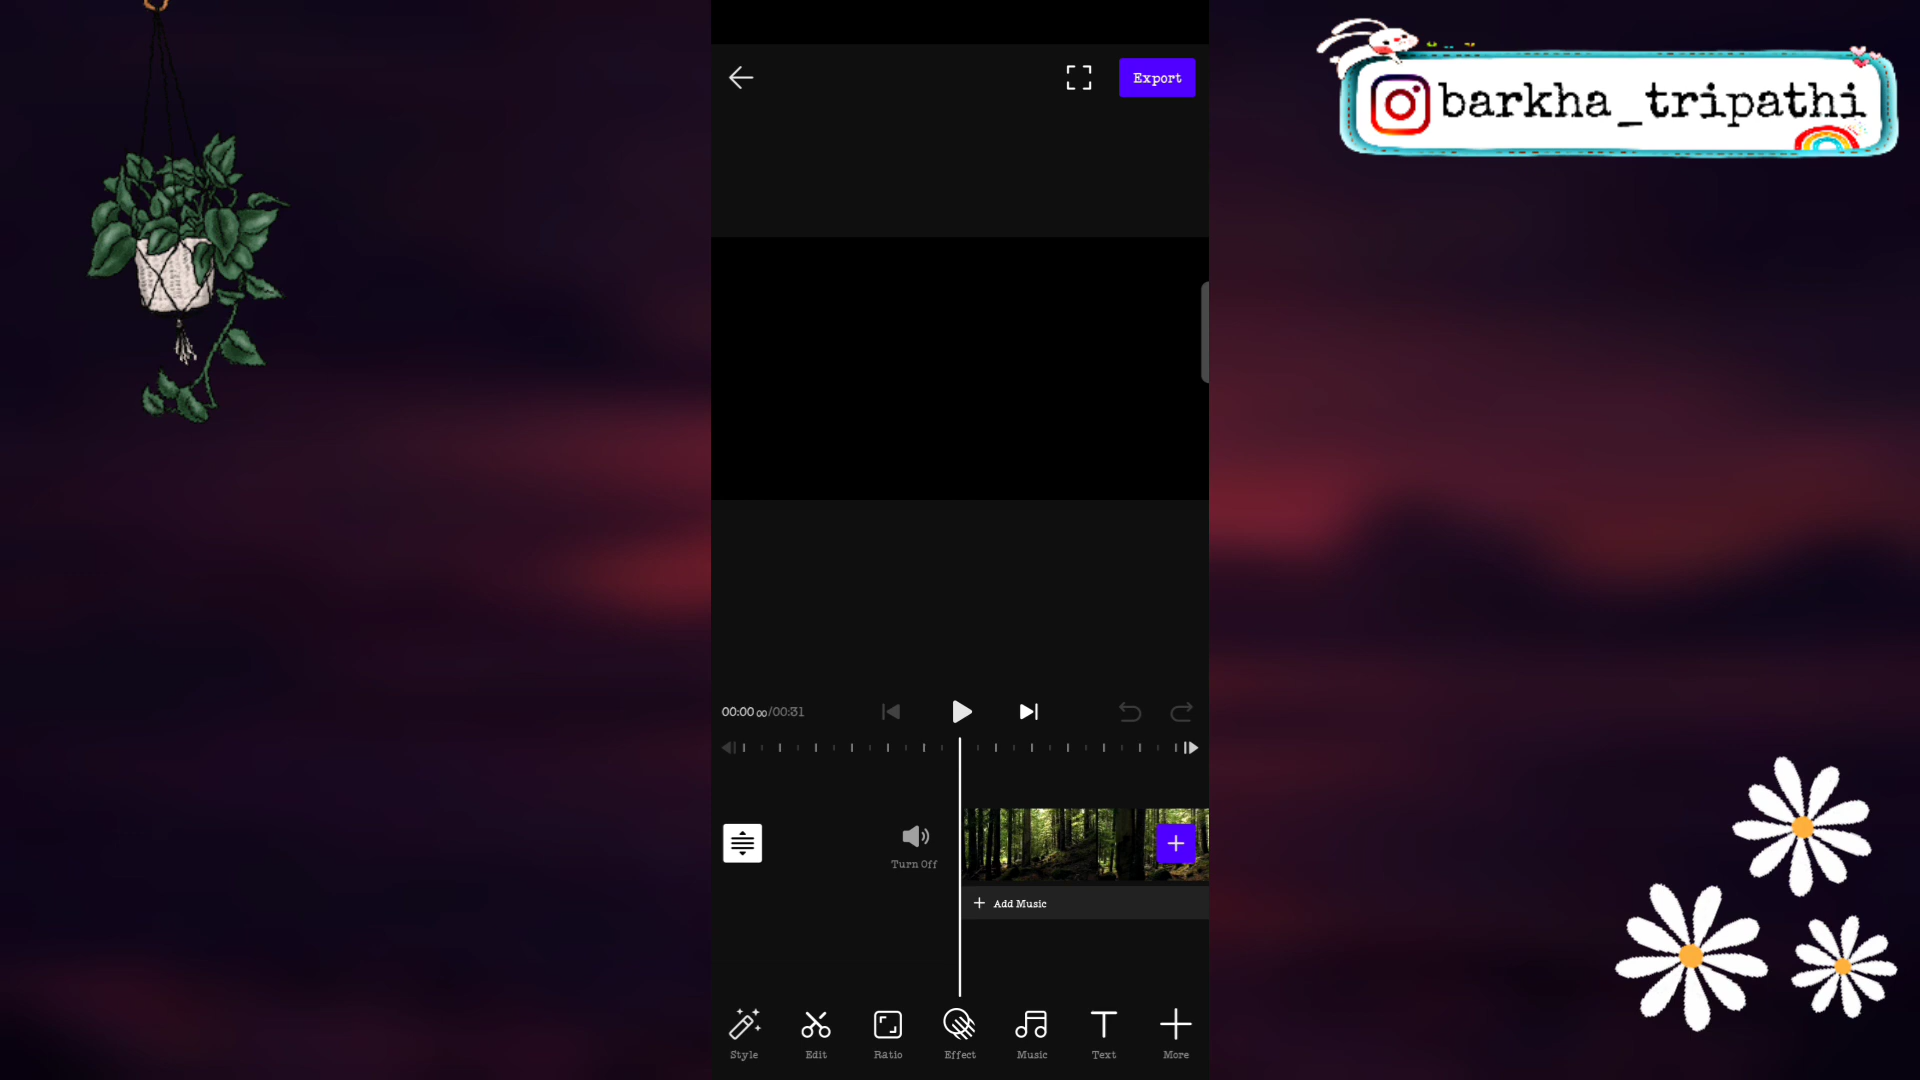 Export
barkha_tripathi
00:00 00/00:31
Turn Off
Add Music
Style Edit Ratio Effect Music Text More